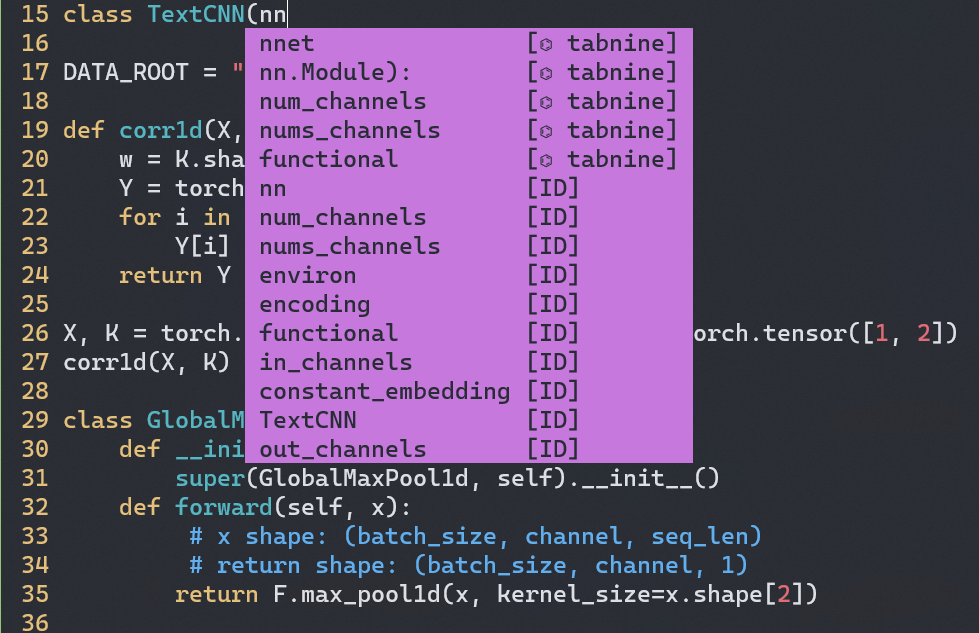 15 class TextCNN(nn
16 nnet [⌬ tabnine]
17 DATA_ROOT = " nn.Module): [⌬ tabnine]
18 num_channels [⌬ tabnine]
19 def corr1d(X, nums_channels [⌬ tabnine]
20 w = K.sha functional [⌬ tabnine]
21 Y = torch nn [ID]
22 for i in num_channels [ID]
23 Y[i] nums_channels [ID]
24 return Y environ [ID]
25 encoding [ID]
26 X, K = torch. functional [ID] orch.tensor([1, 2])
27 corr1d(X, K) in_channels [ID]
28 constant_embedding [ID]
29 class GlobalM TextCNN [ID]
30 def __ini out_channels [ID]
31 super(GlobalMaxPool1d, self).__init__()
32 def forward(self, x):
33 # x shape: (batch_size, channel, seq_len)
34 # return shape: (batch_size, channel, 1)
35 return F.max_pool1d(x, kernel_size=x.shape[2])
36